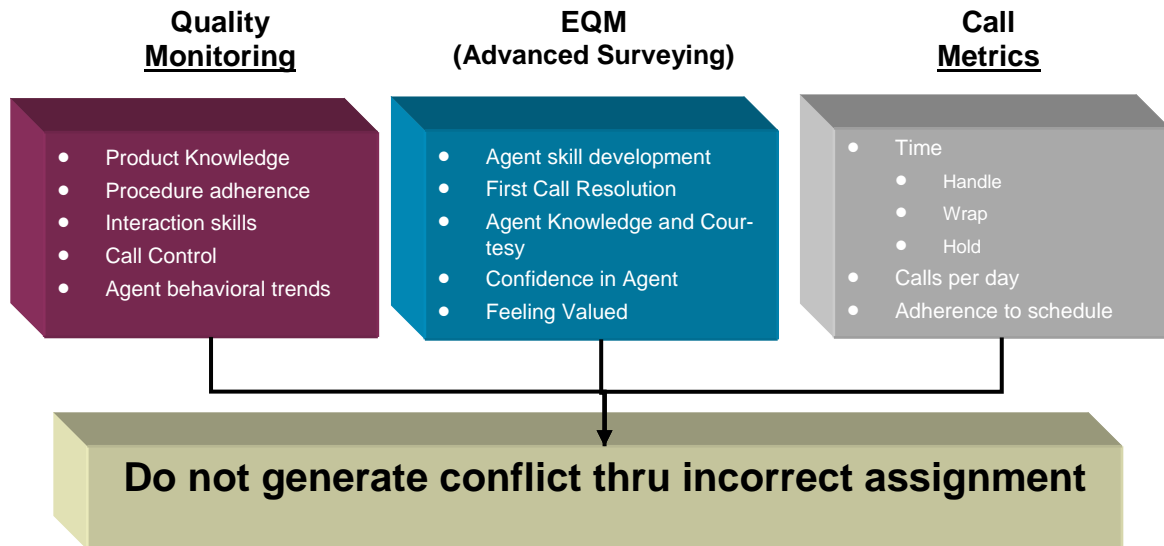 Quality
Monitoring
• Product Knowledge
• Procedure adherence
• Interaction skills
• Call Control
• Agent behavioral trends
EQM
(Advanced Surveying)
• Agent skill development
• First Call Resolution
• Agent Knowledge and Cour-
tesy
• Confidence in Agent
• Feeling Valued
Call
Metrics
• Time
• Handle
• Wrap
• Hold
• Calls per day
• Adherence to schedule
Do not generate conflict thru incorrect assignment